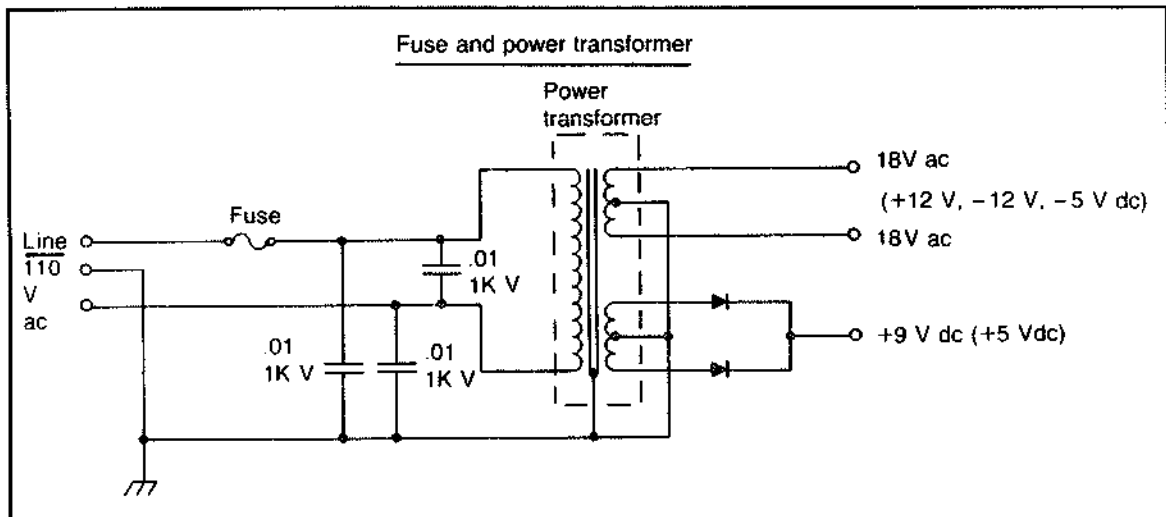 Fuse and power transformer
Power
transformer
18V ac
(+12 V, −12 V, −5 V dc)
18V ac
Fuse
Line
110
V
ac
.01
1K V
.01
1K V
.01
1K V
+9 V dc (+5 Vdc)